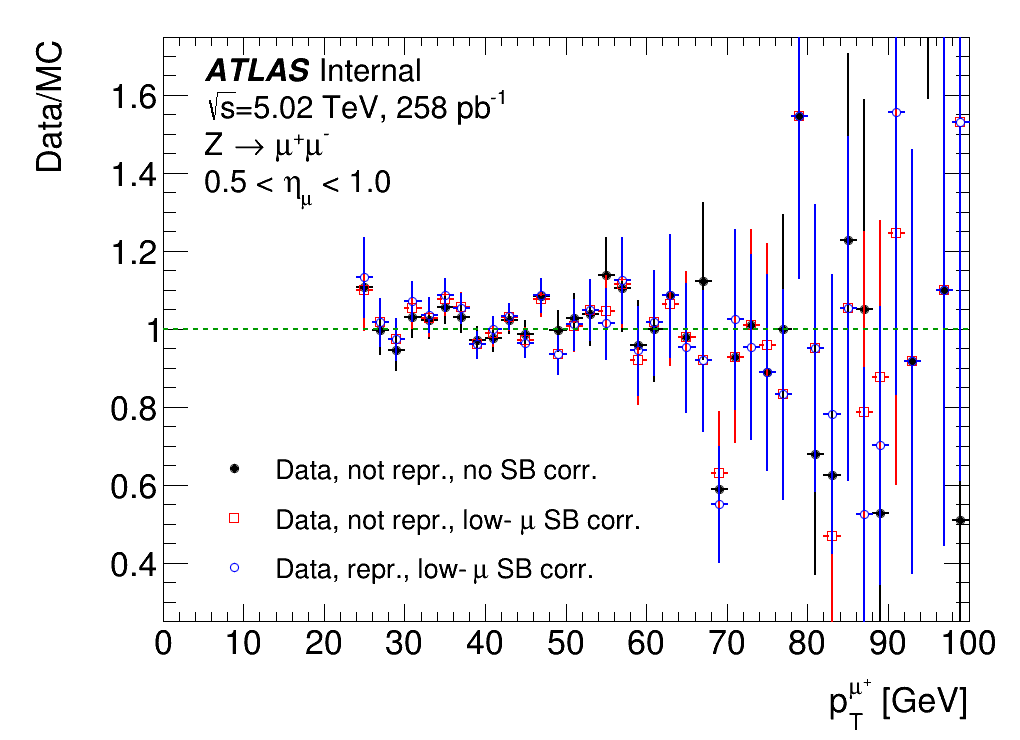 Data/MC
ATLAS Internal
√s=5.02 TeV, 258 pb⁻¹
Z → μ⁺μ⁻
0.5 < η_μ < 1.0
1.6
1.4
1.2
1
0.8
0.6
0.4
Data, not repr., no SB corr.
Data, not repr., low- μ SB corr.
Data, repr., low- μ SB corr.
0 10 20 30 40 50 60 70 80 90 100
p_T^μ⁺ [GeV]